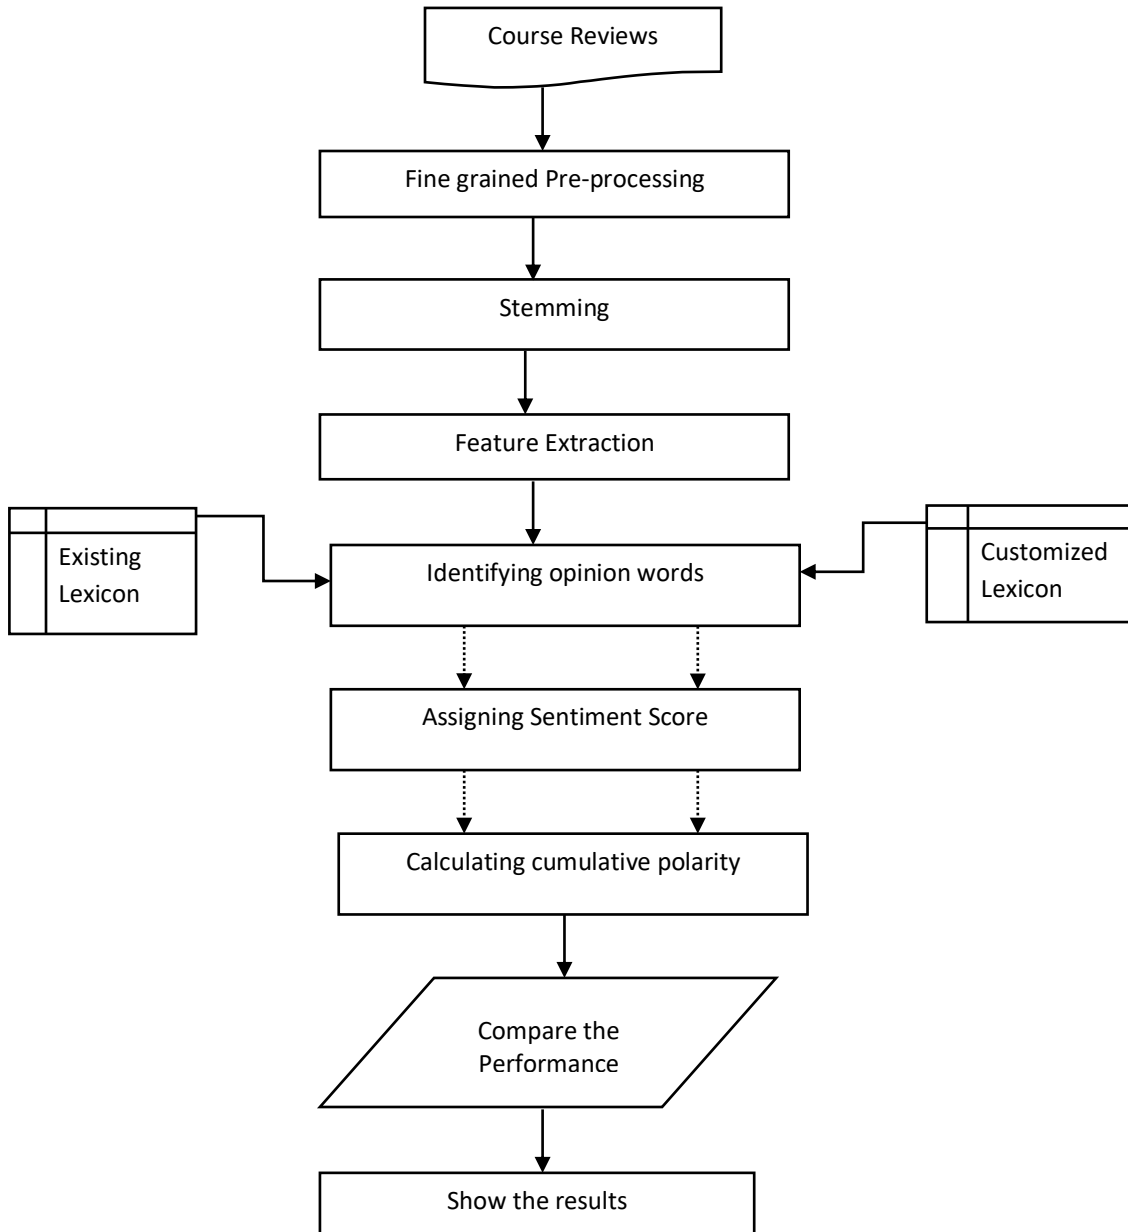 Course Reviews
Fine grained Pre-processing
Stemming
Feature Extraction
Existing
Lexicon
Identifying opinion words
Customized
Lexicon
Assigning Sentiment Score
Calculating cumulative polarity
Compare the
Performance
Show the results